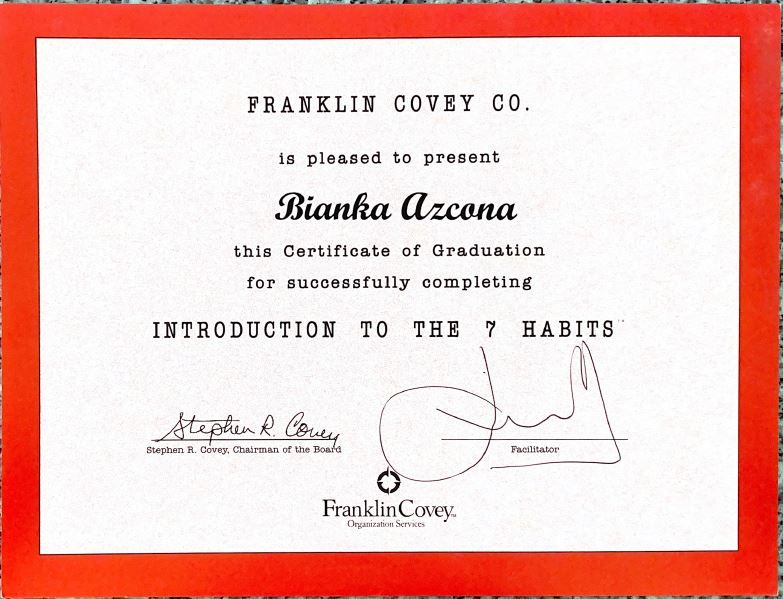 FRANKLIN COVEY CO.
is pleased to present
Bianka Azcona
this Certificate of Graduation
for successfully completing
INTRODUCTION TO THE 7 HABITS
Stephen R. Covey
Stephen R. Covey, Chairman of the Board
Facilitator
FranklinCovey™
Organization Services